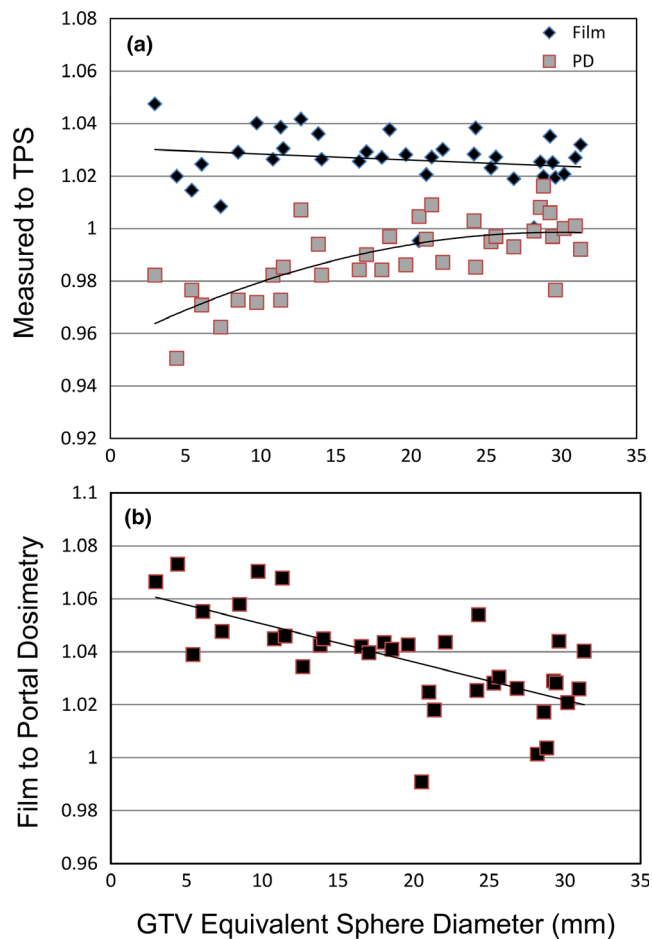 1.08
(a)
Film
PD
1.06
1.04
1.02
1
0.98
0.96
0.94
0.92
Measured to TPS
0 5 10 15 20 25 30 35
1.1
(b)
1.08
1.06
1.04
1.02
1
0.98
0.96
Film to Portal Dosimetry
0 5 10 15 20 25 30 35
GTV Equivalent Sphere Diameter (mm)